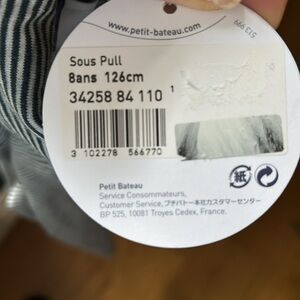 www.petit-bateau.com
Sous Pull
8ans 126cm
34258 84 110
3 102278 566770
紙
Petit Bateau
Service Consommateurs,
Customer Service, プチバトー本社カスタマーセンター
BP 525, 10081 Troyes Cedex, France.